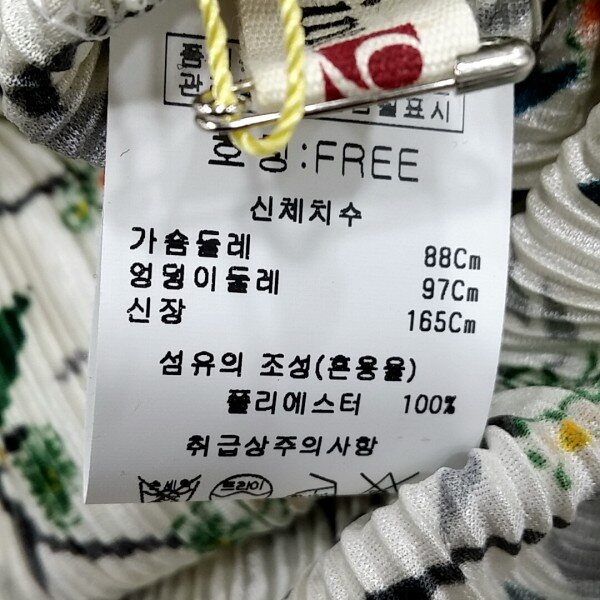 호칭:FREE
신체치수
가슴둘레 88Cm
엉덩이둘레 97Cm
신장 165Cm
섬유의 조성(혼용율)
폴리에스터 100%
취급상주의사항
드라이